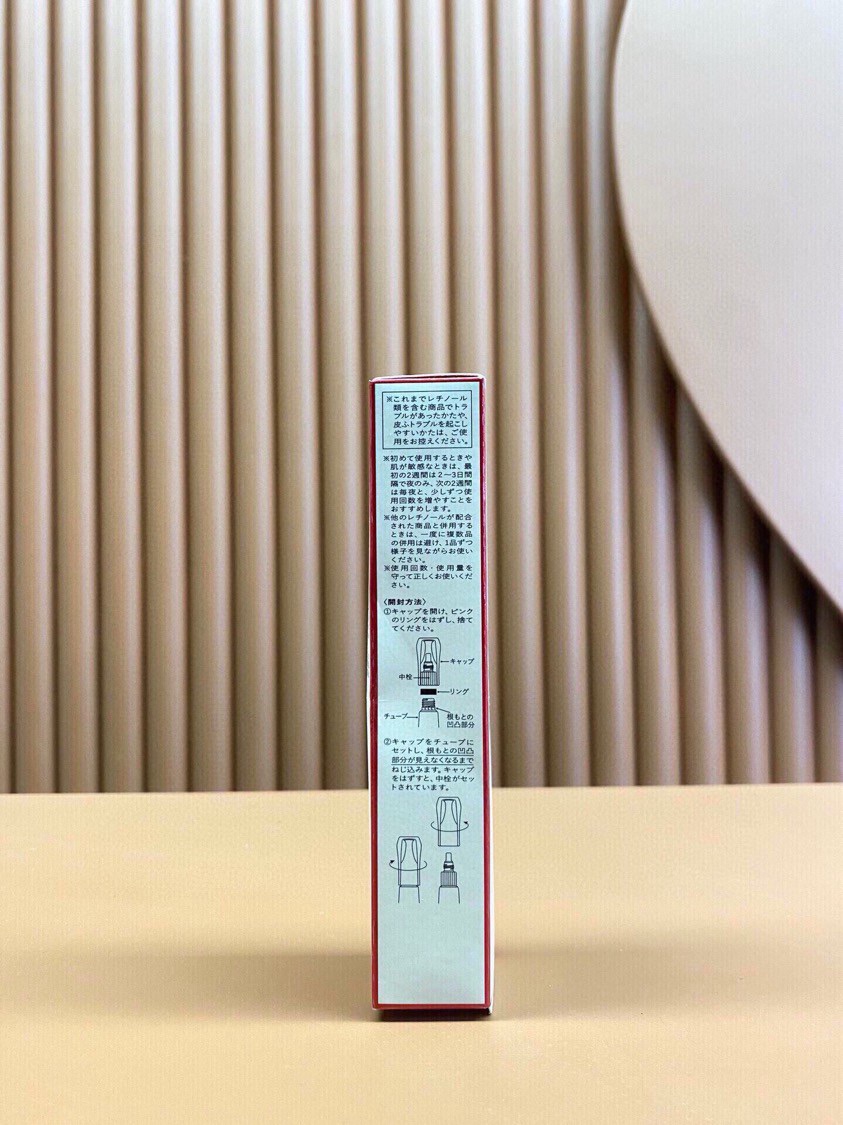 ※これまでレチノール
類を含む商品でトラ
ブルがあったかたや、
皮ふトラブルを起こし
やすいかたは、ご使
用をお控えください。
※初めて使用するときや
肌が敏感なときは、最
初の2週間は2〜3日間
隔で夜のみ、次の2週間
は毎夜と、少しずつ使
用回数を増やすことを
おすすめします。
※他のレチノールが配合
された商品と併用する
ときは、一度に複数品
の併用は避け、1品ずつ
様子を見ながらお使い
ください。
※使用回数・使用量を
守って正しくお使いくだ
さい。
〈開封方法〉
①キャップを開け、ピンク
のリングをはずし、捨て
てください。
キャップ
中栓
リング
チューブ
根もとの
凹凸部分
②キャップをチューブに
セットし、根もとの凹凸
部分が見えなくなるまで
ねじ込みます。キャップ
をはずすと、中栓がセッ
トされています。